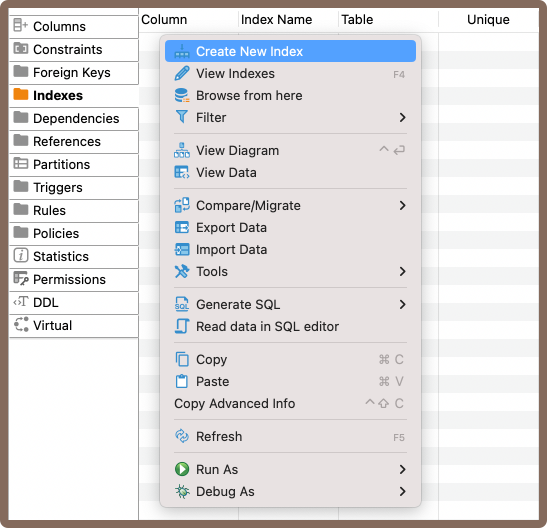 Column Index Name Table Unique
Columns
Constraints
Foreign Keys
Indexes
Dependencies
References
Partitions
Triggers
Rules
Policies
Statistics
Permissions
DDL
Virtual
Create New Index
View Indexes F4
Browse from here
Filter
View Diagram ^ ⏎
View Data
Compare/Migrate
Export Data
Import Data
Tools
Generate SQL
Read data in SQL editor
Copy ⌘ C
Paste ⌘ V
Copy Advanced Info ^ ⇧ C
Refresh F5
Run As
Debug As